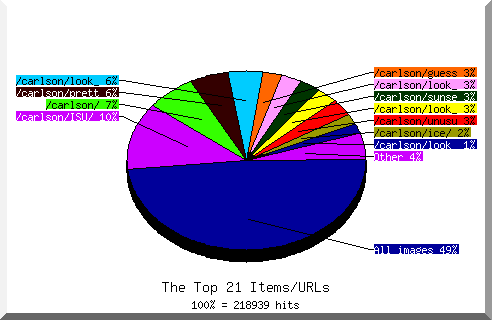 /carlson/look_ 6%
/carlson/prett 6%
/carlson/ 7%
/carlson/ISU/ 10%
/carlson/guess 3%
/carlson/look_ 3%
/carlson/sunse 3%
/carlson/look_ 3%
/carlson/unusu 3%
/carlson/ice/ 2%
/carlson/look_ 1%
Other 4%
All images 49%
The Top 21 Items/URLs
100% = 218939 hits